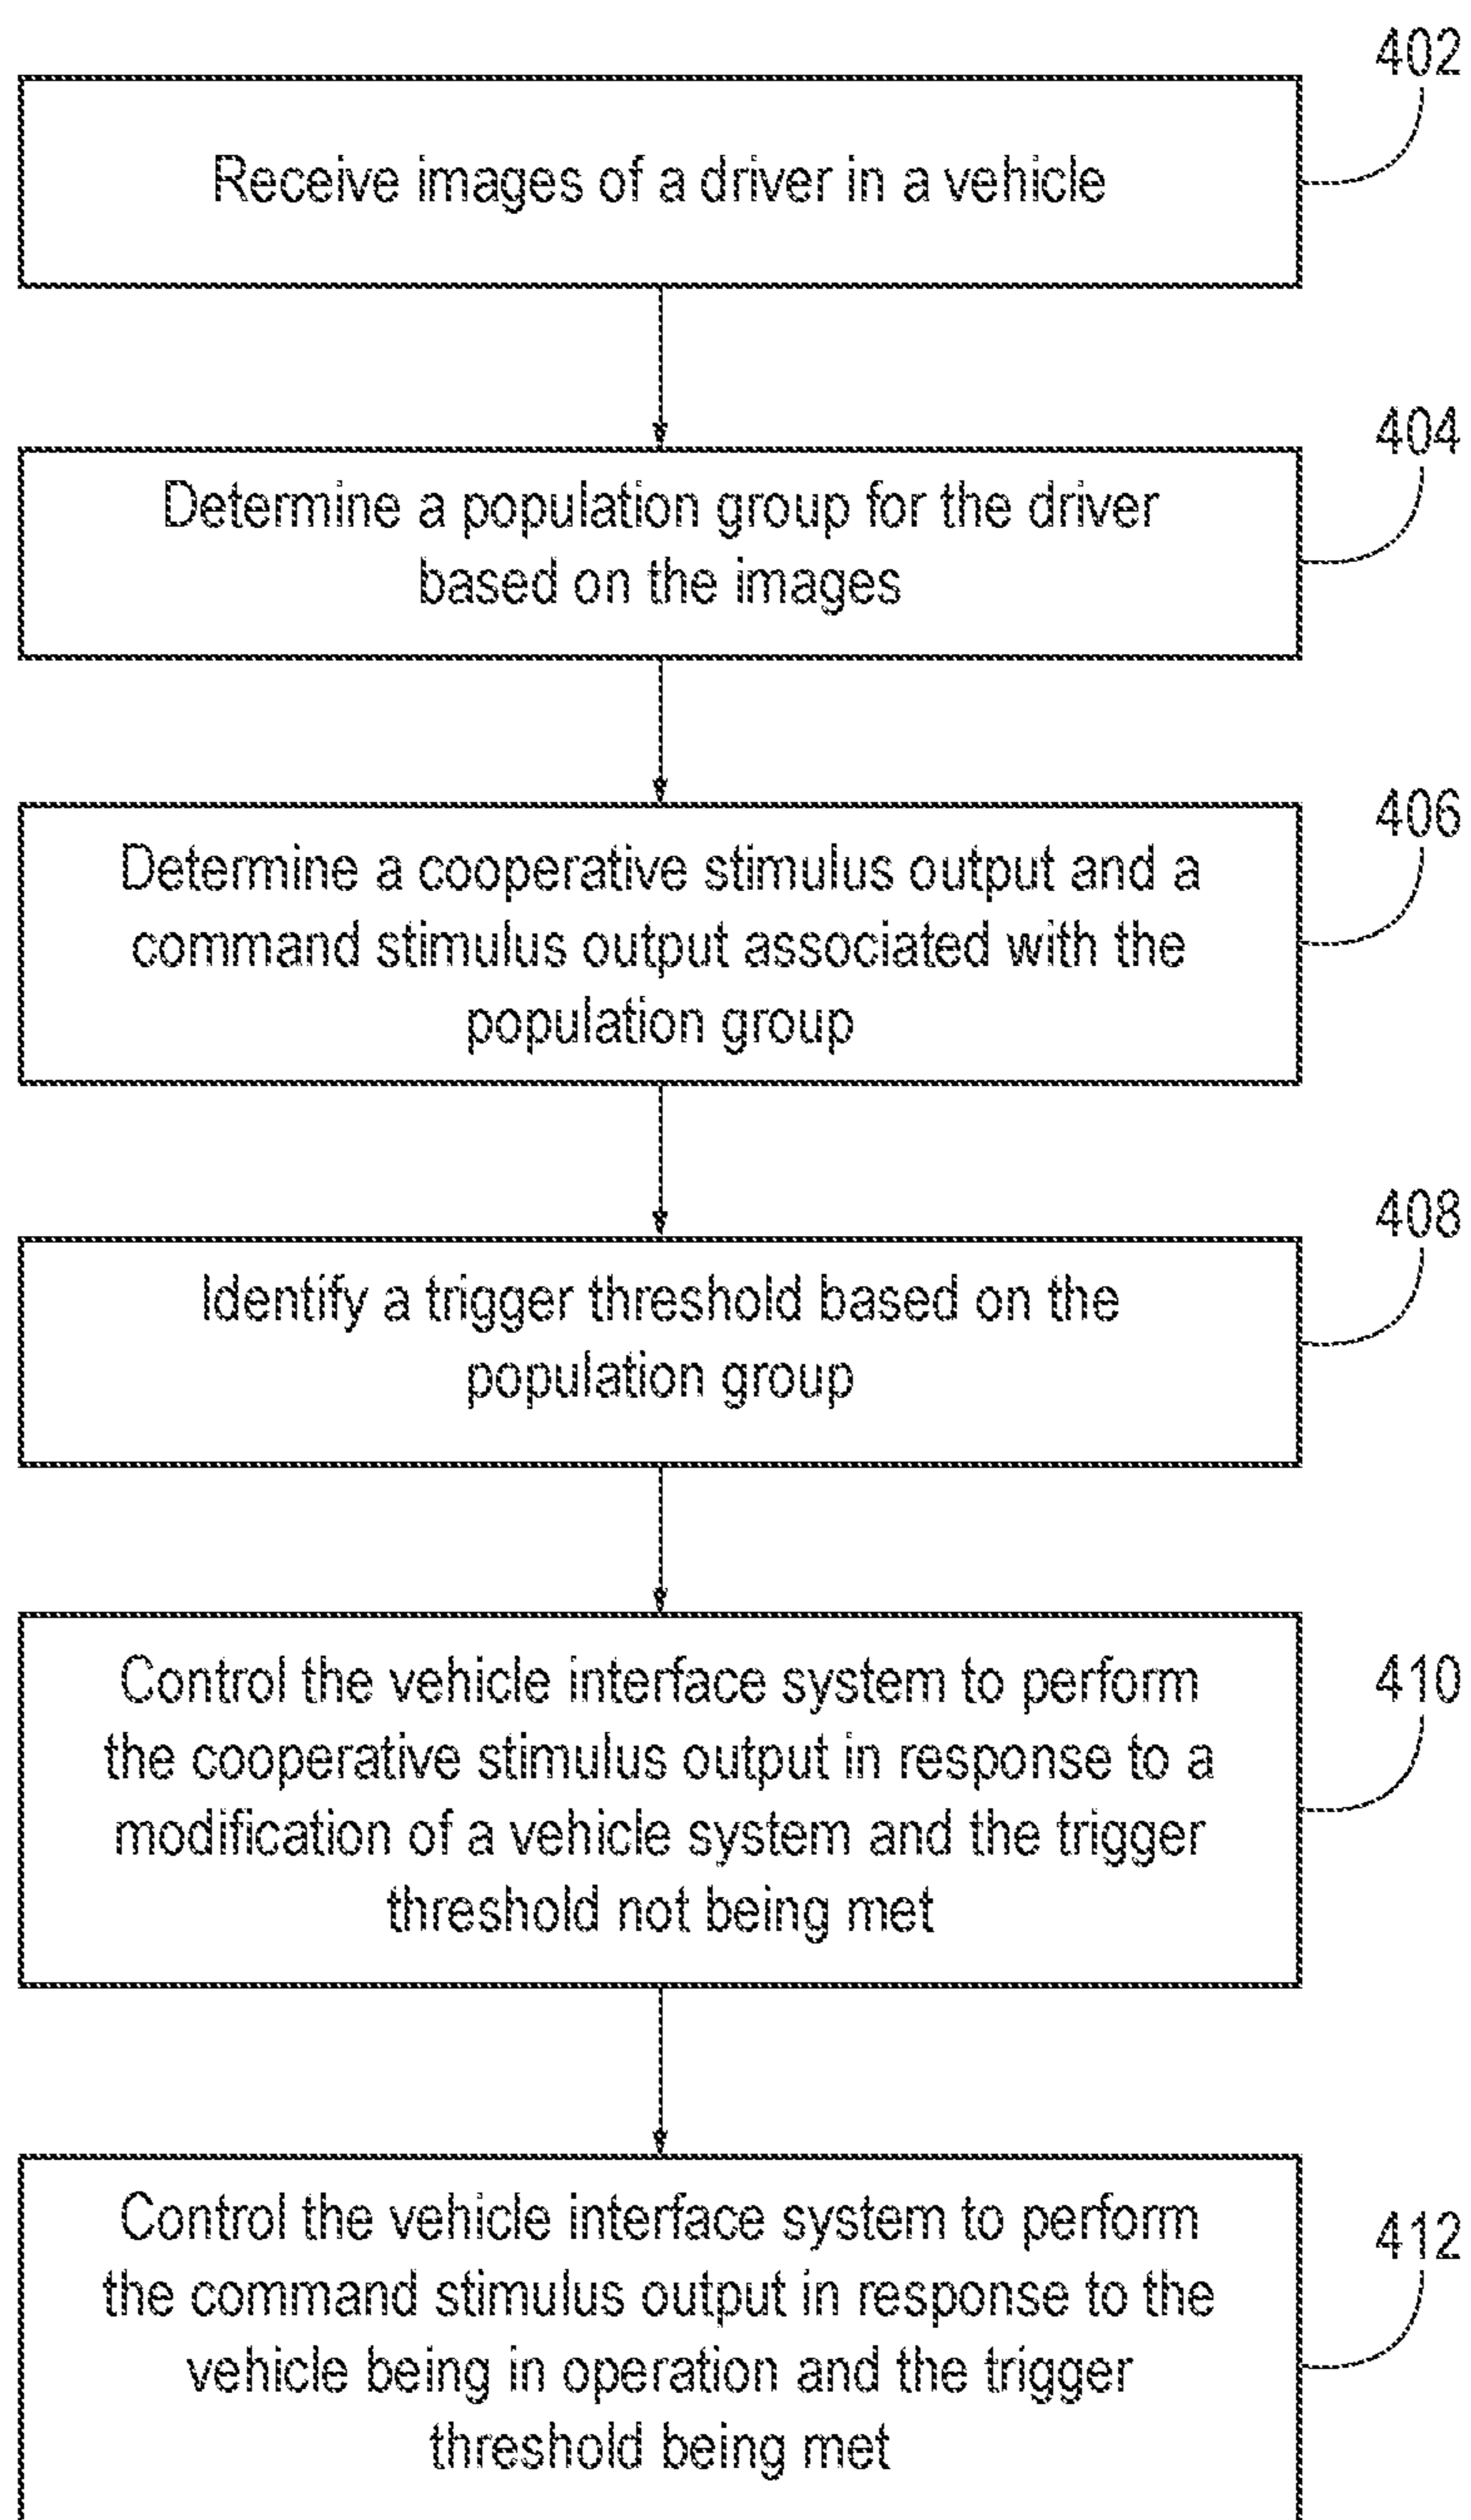 402
Receive images of a driver in a vehicle
404
Determine a population group for the driver
based on the images
406
Determine a cooperative stimulus output and a
command stimulus output associated with the
population group
408
Identify a trigger threshold based on the
population group
410
Control the vehicle interface system to perform
the cooperative stimulus output in response to a
modification of a vehicle system and the trigger
threshold not being met
412
Control the vehicle interface system to perform
the command stimulus output in response to the
vehicle being in operation and the trigger
threshold being met